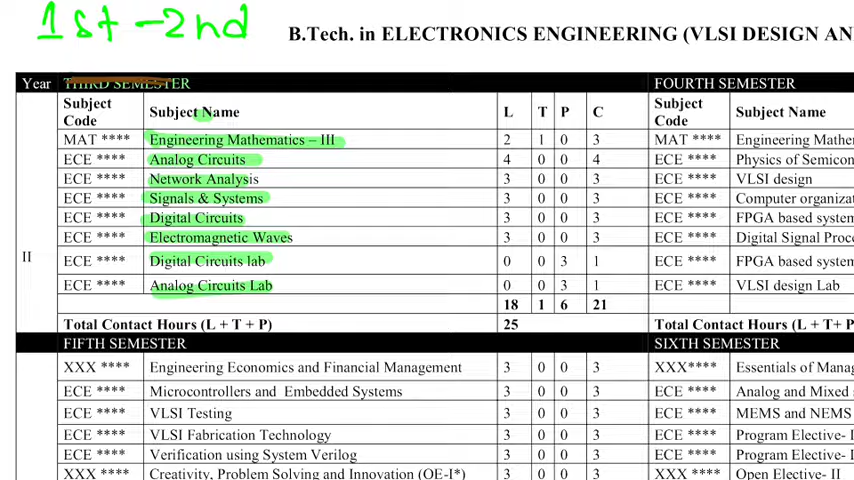 1st-2nd
B.Tech. in ELECTRONICS ENGINEERING (VLSI DESIGN AN
Year THIRD SEMESTER FOURTH SEMESTER
Subject Code Subject Name L T P C Subject Code Subject Name
MAT **** Engineering Mathematics – III 2 1 0 3 MAT **** Engineering Mathe
ECE **** Analog Circuits 4 0 0 4 ECE **** Physics of Semicon
ECE **** Network Analysis 3 0 0 3 ECE **** VLSI design
ECE **** Signals & Systems 3 0 0 3 ECE **** Computer organizat
ECE **** Digital Circuits 3 0 0 3 ECE **** FPGA based system
ECE **** Electromagnetic Waves 3 0 0 3 ECE **** Digital Signal Proce
II ECE **** Digital Circuits lab 0 0 3 1 ECE **** FPGA based system
ECE **** Analog Circuits Lab 0 0 3 1 ECE **** VLSI design Lab
18 1 6 21
Total Contact Hours (L + T + P) 25 Total Contact Hours (L + T+ P
FIFTH SEMESTER SIXTH SEMESTER
XXX **** Engineering Economics and Financial Management 3 0 0 3 XXX**** Essentials of Manag
ECE **** Microcontrollers and Embedded Systems 3 0 0 3 ECE **** Analog and Mixed s
ECE **** VLSI Testing 3 0 0 3 ECE **** MEMS and NEMS
ECE **** VLSI Fabrication Technology 3 0 0 3 ECE **** Program Elective- I
ECE **** Verification using System Verilog 3 0 0 3 ECE **** Program Elective- I
XXX **** Creativity, Problem Solving and Innovation (OE-I*) 3 0 0 3 XXX **** Open Elective- II